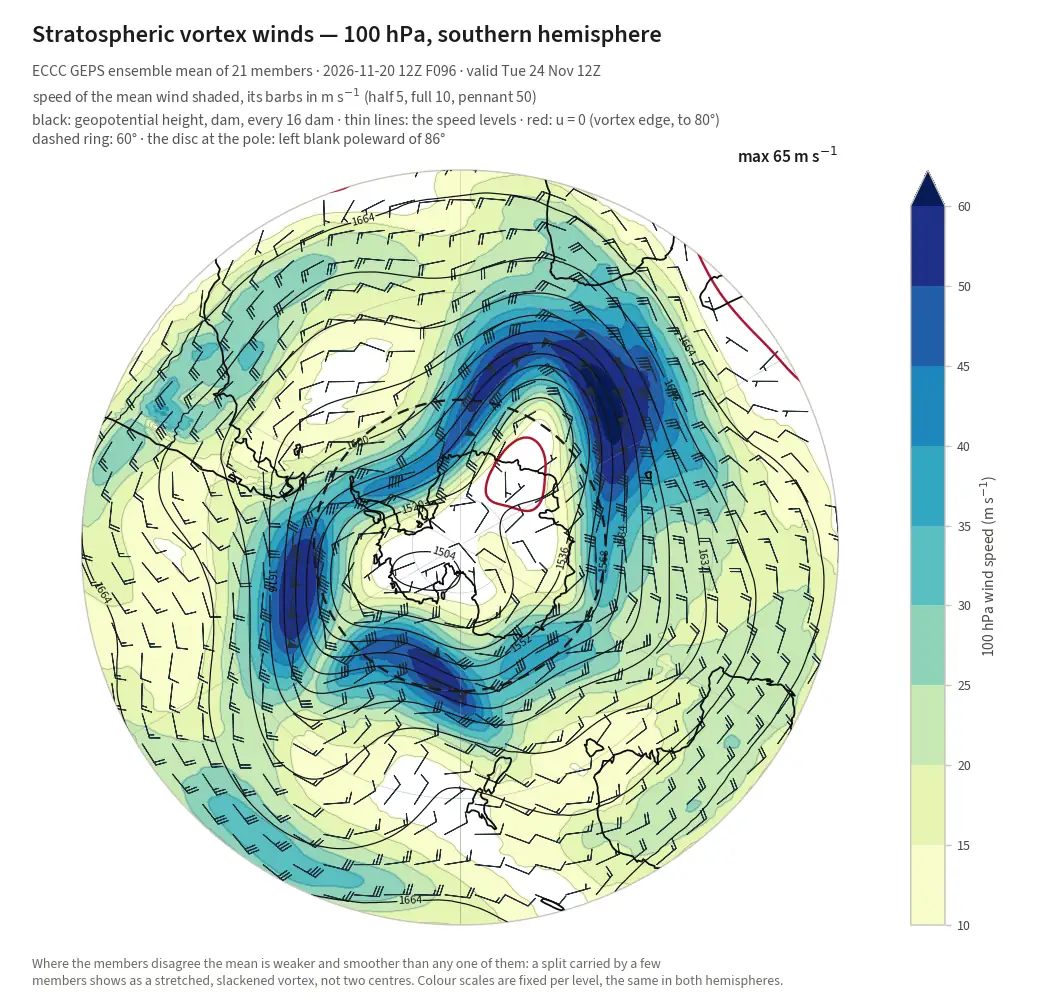 Stratospheric vortex winds — 100 hPa, southern hemisphere
ECCC GEPS ensemble mean of 21 members · 2026-11-20 12Z F096 · valid Tue 24 Nov 12Z
speed of the mean wind shaded, its barbs in m s⁻¹ (half 5, full 10, pennant 50)
black: geopotential height, dam, every 16 dam · thin lines: the speed levels · red: u = 0 (vortex edge, to 80°)
dashed ring: 60° · the disc at the pole: left blank poleward of 86°
max 65 m s⁻¹
1664
1664
1520
1504
1536
1568
1552
1664
1664
60
50
45
40
35
30
25
20
15
10
100 hPa wind speed (m s⁻¹)
Where the members disagree the mean is weaker and smoother than any one of them: a split carried by a few
members shows as a stretched, slackened vortex, not two centres. Colour scales are fixed per level, the same in both hemispheres.